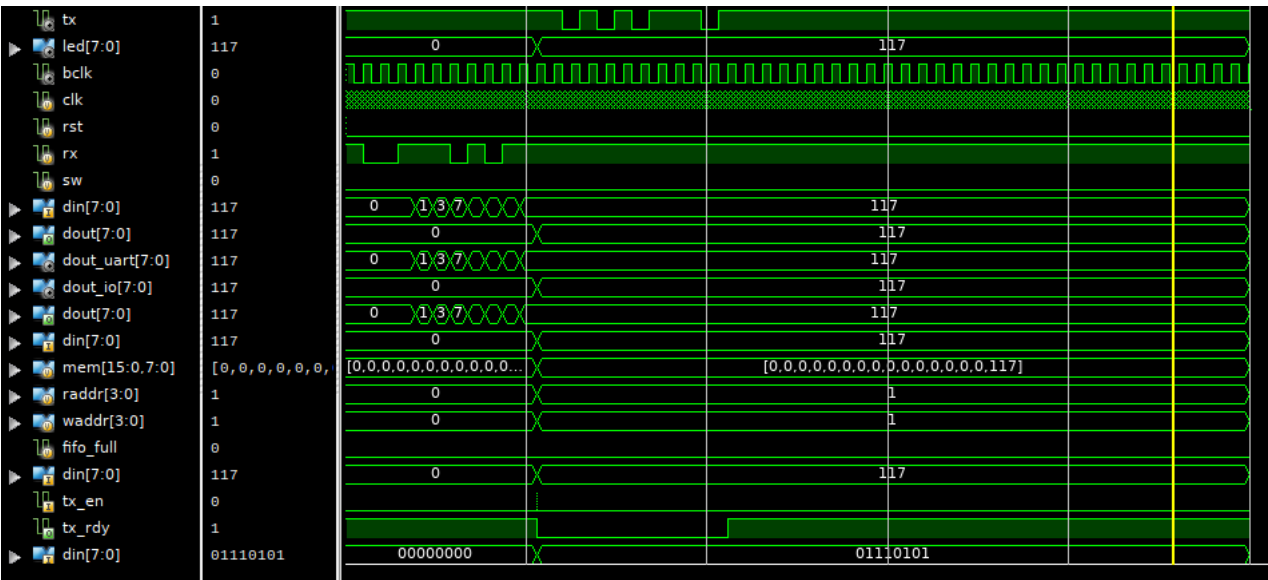 tx 1
led[7:0] 117 0 117
bclk 0
clk 0
rst 0
rx 1
sw 0
din[7:0] 117 0 1 3 7 117
dout[7:0] 117 0 117
dout_uart[7:0] 117 0 1 3 7 117
dout_io[7:0] 117 0 117
dout[7:0] 117 0 1 3 7 117
din[7:0] 117 0 117
mem[15:0,7:0] [0,0,0,0,0,0, [0,0,0,0,0,0,0,0,0,0,0,0... [0,0,0,0,0,0,0,0,0,0,0,0,0,0,0,117]
raddr[3:0] 1 0 1
waddr[3:0] 1 0 1
fifo_full 0
din[7:0] 117 0 117
tx_en 0
tx_rdy 1
din[7:0] 01110101 00000000 01110101